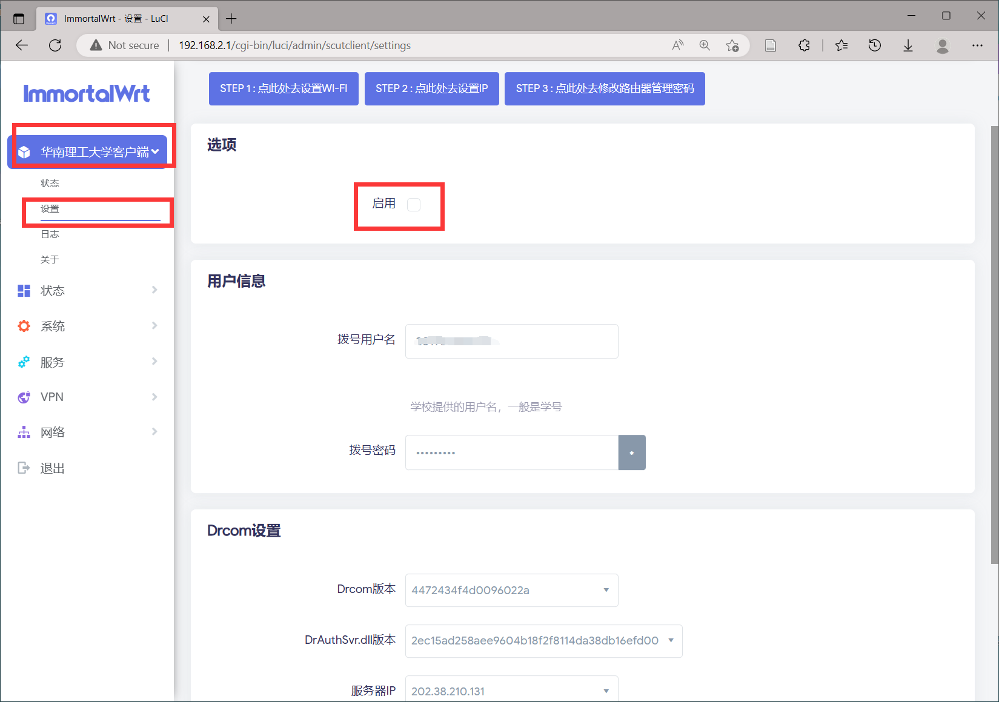 ImmortalWrt - 设置 - LuCI
Not secure
192.168.2.1/cgi-bin/luci/admin/scutclient/settings
ImmortalWrt
华南理工大学客户端
状态
设置
日志
关于
状态
系统
服务
VPN
网络
退出
STEP 1 : 点此处去设置WI-FI
STEP 2 : 点此处去设置IP
STEP 3 : 点此处去修改路由器管理密码
选项
启用
用户信息
拨号用户名
学校提供的用户名，一般是学号
拨号密码
•••••••••
*
Drcom设置
Drcom版本
4472434f4d0096022a
DrAuthSvr.dll版本
2ec15ad258aee9604b18f2f8114da38db16efd00
服务器IP
202.38.210.131